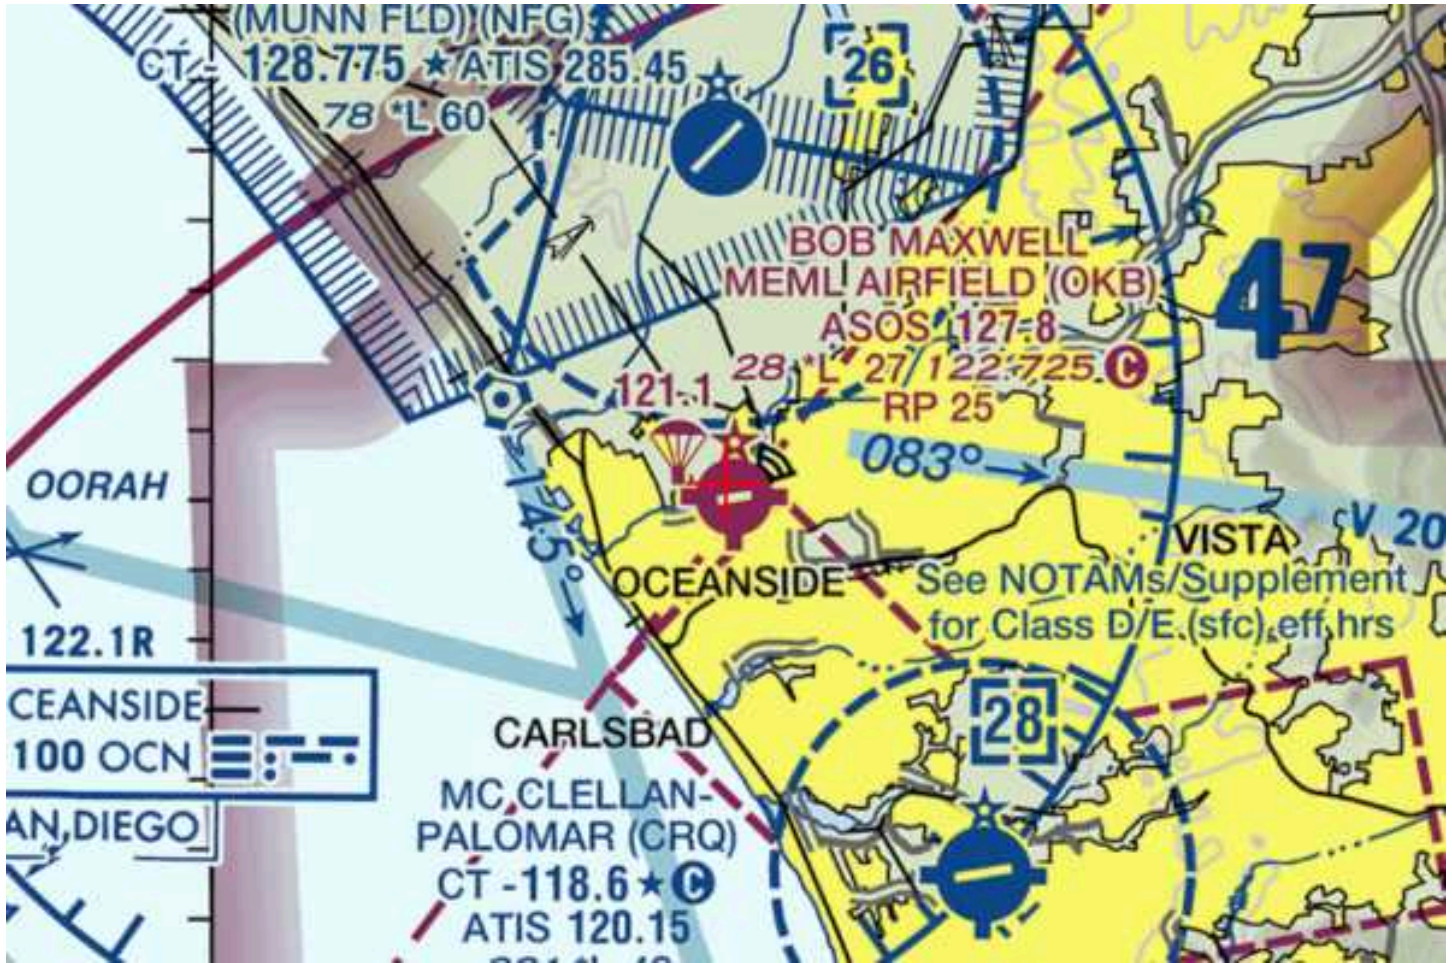 (MUNN FLD) (NFG)
CT - 128.775 ★ ATIS 285.45
78 *L 60
26
BOB MAXWELL
MEML AIRFIELD (OKB)
ASOS 127.8
28 *L 27 122.725 C
RP 25
121.1
47
083°
145°
OORAH
V 20
VISTA
OCEANSIDE
See NOTAMs/Supplement
for Class D/E (sfc) eff hrs
122.1R
CEANSIDE
100 OCN
AN DIEGO
28
CARLSBAD
MC CLELLAN-
PALOMAR (CRQ)
CT - 118.6 ★ C
ATIS 120.15